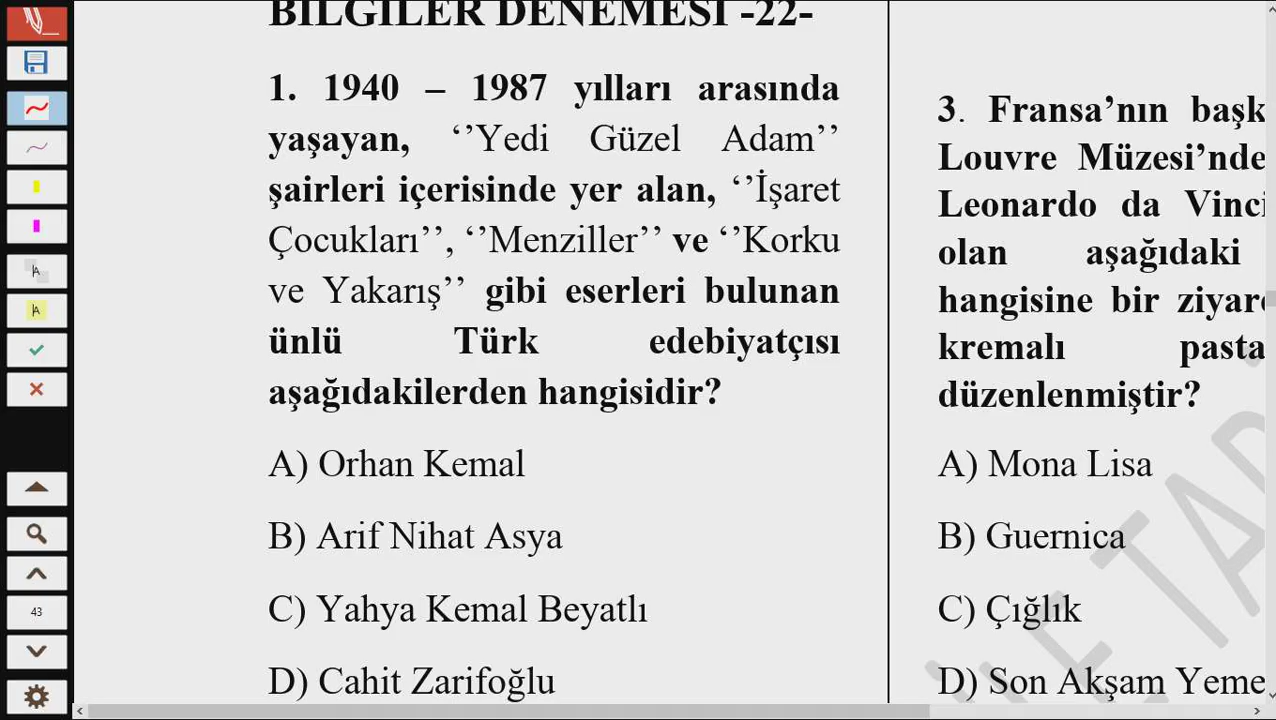 BİLGİLER DENEMESİ -22-
1. 1940 – 1987 yılları arasında
yaşayan, ‘’Yedi Güzel Adam’’
şairleri içerisinde yer alan, ‘’İşaret
Çocukları’’, ‘’Menziller’’ ve ‘’Korku
ve Yakarış’’ gibi eserleri bulunan
ünlü Türk edebiyatçısı
aşağıdakilerden hangisidir?
A) Orhan Kemal
B) Arif Nihat Asya
C) Yahya Kemal Beyatlı
D) Cahit Zarifoğlu
3. Fransa’nın başk
Louvre Müzesi’nde
Leonardo da Vinci
olan aşağıdaki
hangisine bir ziyar
kremalı pasta
düzenlenmiştir?
A) Mona Lisa
B) Guernica
C) Çığlık
D) Son Akşam Yeme
43